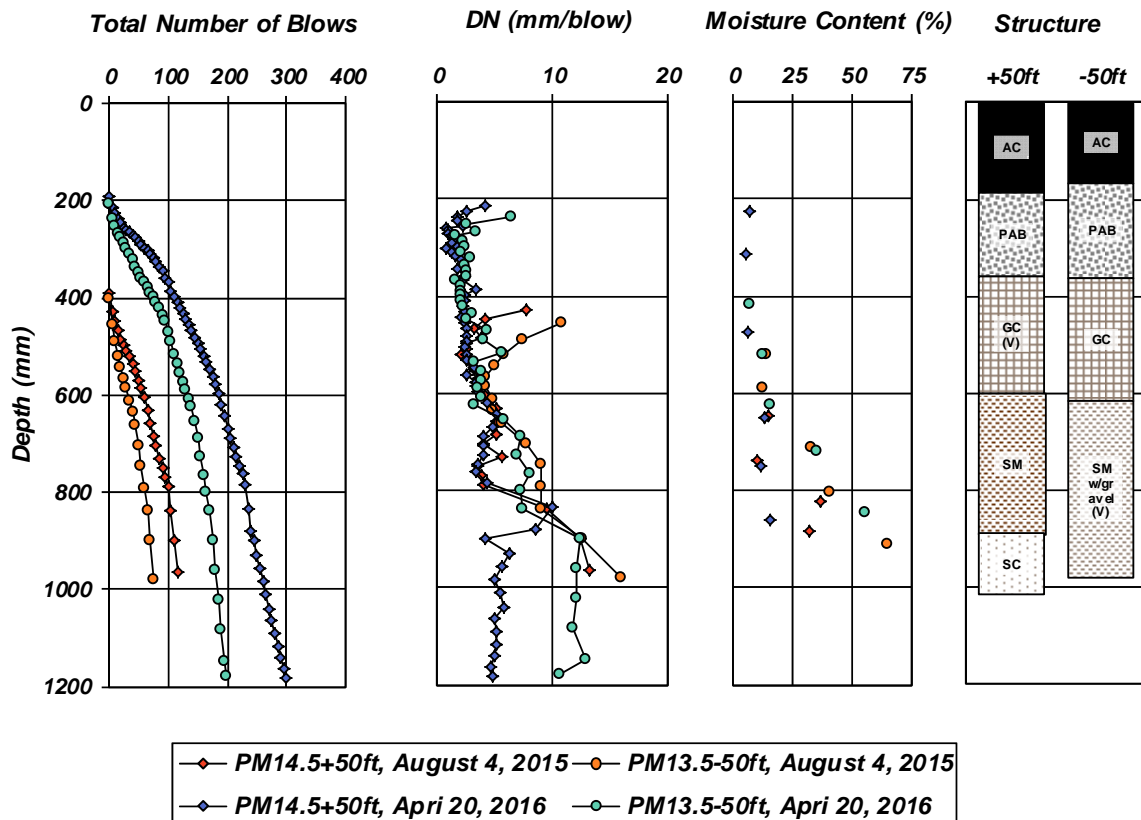 Total Number of Blows
DN (mm/blow)
Moisture Content (%)
Structure
0 100 200 300 400
0 10 20
0 25 50 75
+50ft -50ft
Depth (mm)
0
200
400
600
800
1000
1200
AC
PAB
GC
(V)
SM
SC
AC
PAB
GC
SM
w/gr
avel
(V)
PM14.5+50ft, August 4, 2015
PM13.5-50ft, August 4, 2015
PM14.5+50ft, Apri 20, 2016
PM13.5-50ft, Apri 20, 2016